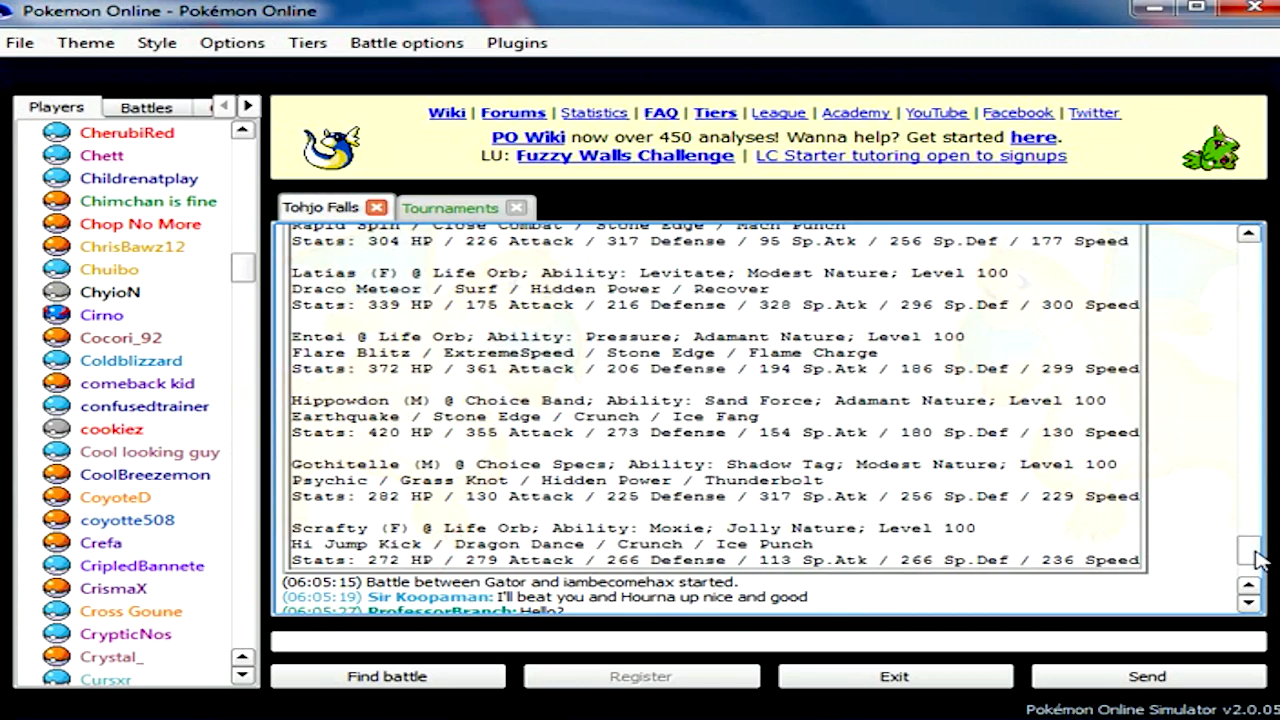 Pokemon Online - Pokémon Online
File Theme Style Options Tiers Battle options Plugins
Players Battles
CherubiRed
Chett
Childrenatplay
Chimchan is fine
Chop No More
ChrisBawz12
Chuibo
ChyioN
Cirno
Cocori_92
Coldblizzard
comeback kid
confusedtrainer
cookiez
Cool looking guy
CoolBreezemon
CoyoteD
coyotte508
Crefa
CripledBannete
CrismaX
Cross Goune
CrypticNos
Crystal_
Cursxr
Wiki | Forums | Statistics | FAQ | Tiers | League | Academy | YouTube | Facebook | Twitter
PO Wiki now over 450 analyses! Wanna help? Get started here.
LU: Fuzzy Walls Challenge | LC Starter tutoring open to signups
Tohjo Falls Tournaments
Rapid Spin / Close Combat / Stone Edge / Mach Punch
Stats: 304 HP / 226 Attack / 317 Defense / 95 Sp.Atk / 256 Sp.Def / 177 Speed
Latias (F) @ Life Orb; Ability: Levitate; Modest Nature; Level 100
Draco Meteor / Surf / Hidden Power / Recover
Stats: 339 HP / 175 Attack / 216 Defense / 328 Sp.Atk / 296 Sp.Def / 300 Speed
Entei @ Life Orb; Ability: Pressure; Adamant Nature; Level 100
Flare Blitz / ExtremeSpeed / Stone Edge / Flame Charge
Stats: 372 HP / 361 Attack / 206 Defense / 194 Sp.Atk / 186 Sp.Def / 299 Speed
Hippowdon (M) @ Choice Band; Ability: Sand Force; Adamant Nature; Level 100
Earthquake / Stone Edge / Crunch / Ice Fang
Stats: 420 HP / 355 Attack / 273 Defense / 154 Sp.Atk / 180 Sp.Def / 130 Speed
Gothitelle (M) @ Choice Specs; Ability: Shadow Tag; Modest Nature; Level 100
Psychic / Grass Knot / Hidden Power / Thunderbolt
Stats: 282 HP / 130 Attack / 225 Defense / 317 Sp.Atk / 256 Sp.Def / 229 Speed
Scrafty (F) @ Life Orb; Ability: Moxie; Jolly Nature; Level 100
Hi Jump Kick / Dragon Dance / Crunch / Ice Punch
Stats: 272 HP / 279 Attack / 266 Defense / 113 Sp.Atk / 266 Sp.Def / 236 Speed
(06:05:15) Battle between Gator and iambecomehax started.
(06:05:19) Sir Koopaman: I'll beat you and Hourna up nice and good
(06:05:27) ProfessorBranch: Hello?
Find battle Register Exit Send
Pokémon Online Simulator v2.0.05